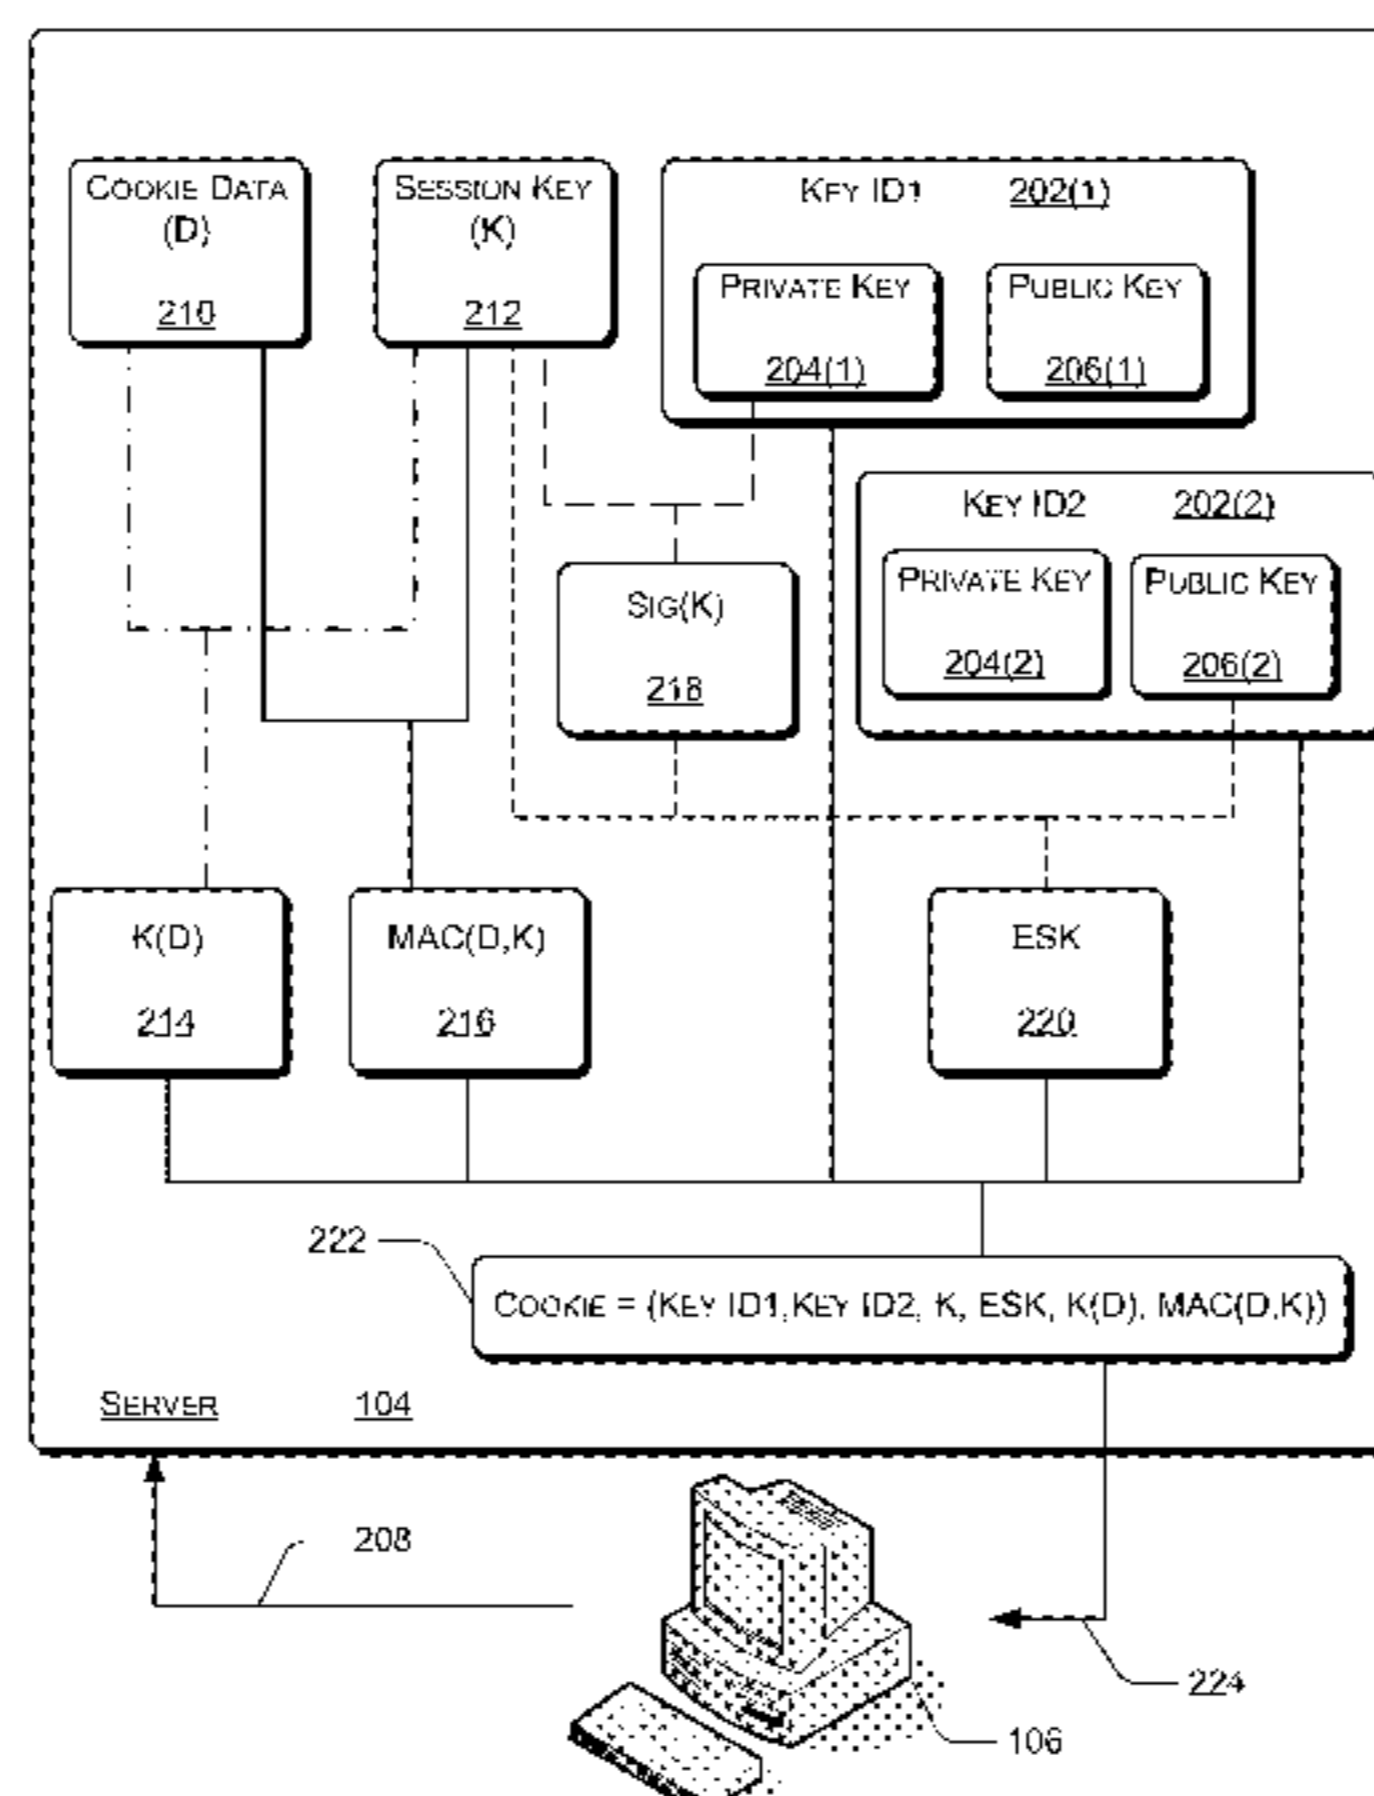 COOKIE DATA
(D)
210
SESSION KEY
(K)
212
KEY ID1 202(1)
PRIVATE KEY
204(1)
PUBLIC KEY
206(1)
KEY ID2 202(2)
PRIVATE KEY
204(2)
PUBLIC KEY
206(2)
SIG(K)
218
K(D)
214
MAC(D,K)
216
ESK
220
222
COOKIE = (KEY ID1,KEY ID2, K, ESK, K(D), MAC(D,K))
SERVER 104
208
224
106